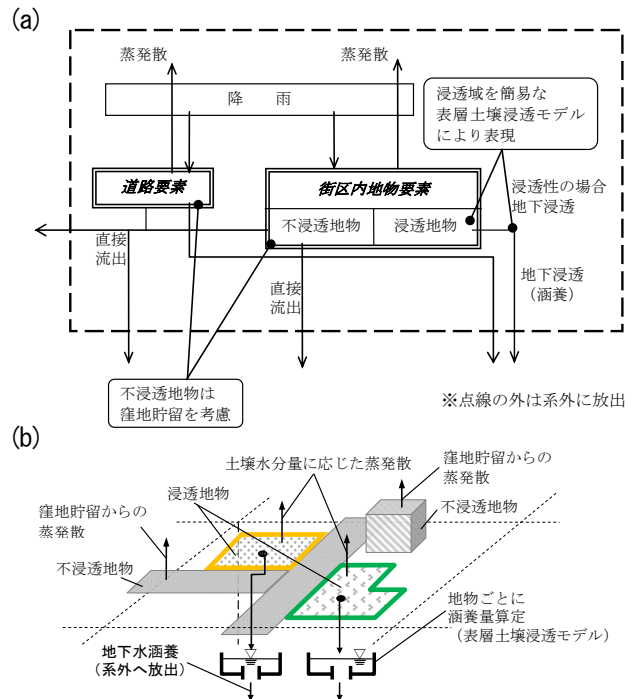 (a)
蒸発散
蒸発散
降　雨
浸透域を簡易な
表層土壌浸透モデル
により表現
道路要素
街区内地物要素
浸透性の場合
地下浸透
不浸透地物
浸透地物
直接
流出
直接
流出
地下浸透
（涵養）
不浸透地物は
窪地貯留を考慮
※点線の外は系外に放出
(b)
土壌水分量に応じた蒸発散
窪地貯留からの
蒸発散
浸透地物
窪地貯留からの
蒸発散
不浸透地物
不浸透地物
地物ごとに
涵養量算定
（表層土壌浸透モデル）
地下水涵養
（系外へ放出）